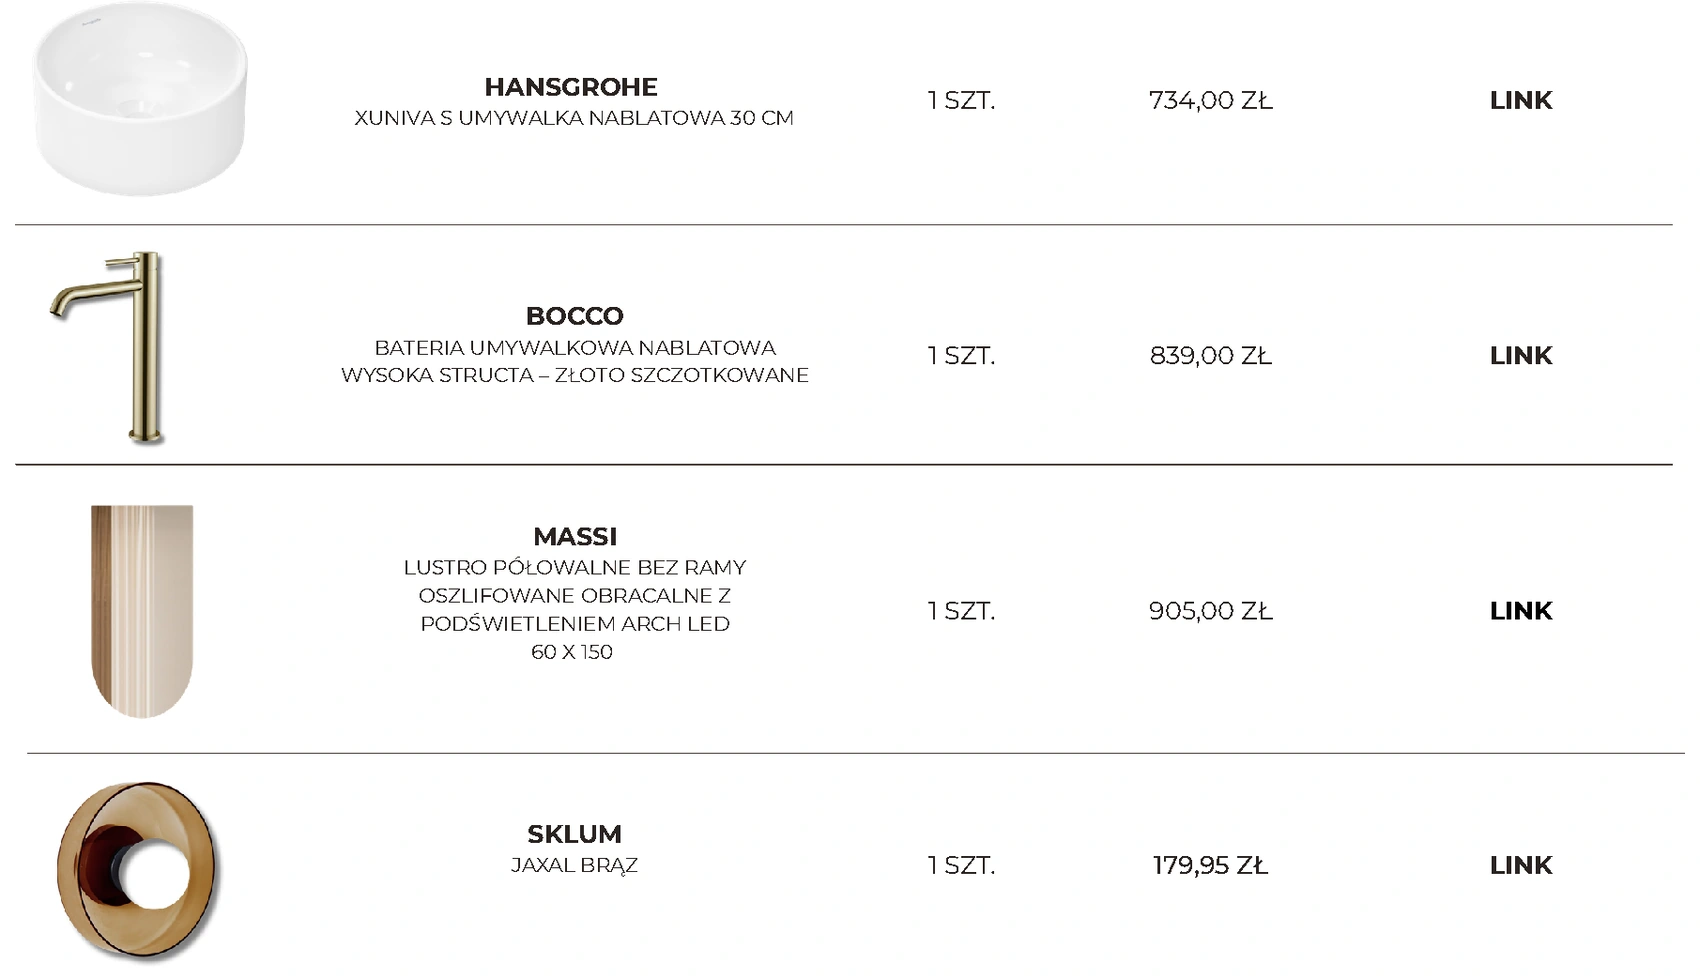 HANSGROHE
XUNIVA S UMYWALKA NABLATOWA 30 CM
1 SZT.
734,00 ZŁ
LINK
BOCCO
BATERIA UMYWALKOWA NABLATOWA
WYSOKA STRUCTA – ZŁOTO SZCZOTKOWANE
1 SZT.
839,00 ZŁ
LINK
MASSI
LUSTRO PÓŁOWALNE BEZ RAMY
OSZLIFOWANE OBRACALNE Z
PODŚWIETLENIEM ARCH LED
60 X 150
1 SZT.
905,00 ZŁ
LINK
SKLUM
JAXAL BRĄZ
1 SZT.
179,95 ZŁ
LINK